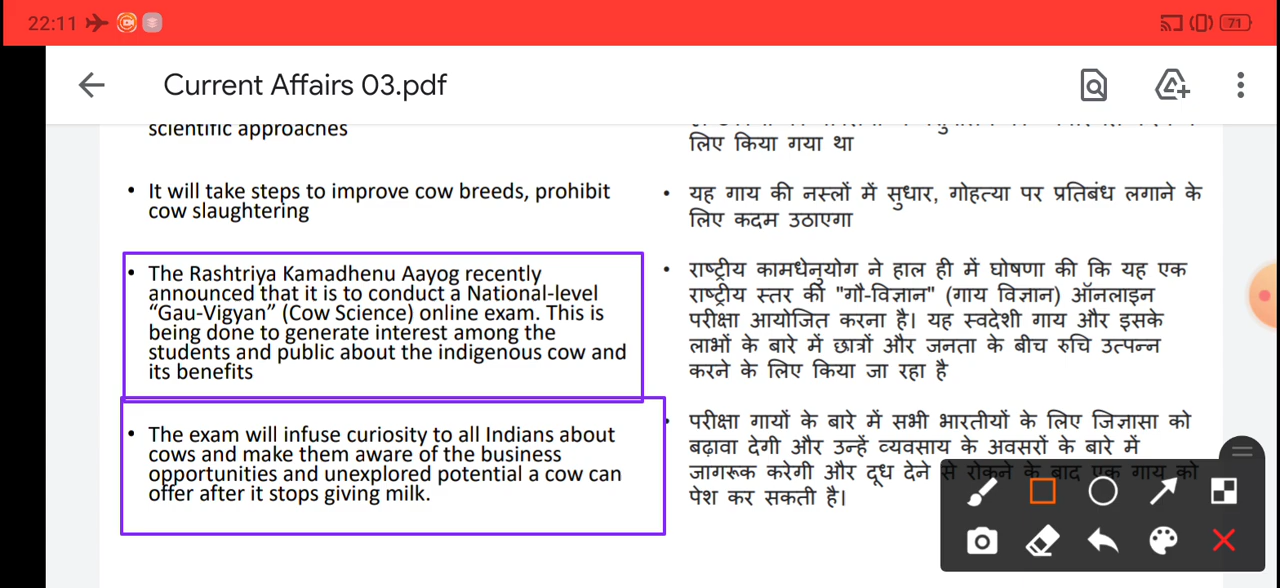 22:11
71
Current Affairs 03.pdf
scientific approaches
• It will take steps to improve cow breeds, prohibit
cow slaughtering
• The Rashtriya Kamadhenu Aayog recently
announced that it is to conduct a National-level
“Gau-Vigyan” (Cow Science) online exam. This is
being done to generate interest among the
students and public about the indigenous cow and
its benefits
• The exam will infuse curiosity to all Indians about
cows and make them aware of the business
opportunities and unexplored potential a cow can
offer after it stops giving milk.
लिए किया गया था
• यह गाय की नस्लों में सुधार, गोहत्या पर प्रतिबंध लगाने के
लिए कदम उठाएगा
• राष्ट्रीय कामधेनुयोग ने हाल ही में घोषणा की कि यह एक
राष्ट्रीय स्तर की "गौ-विज्ञान" (गाय विज्ञान) ऑनलाइन
परीक्षा आयोजित करना है। यह स्वदेशी गाय और इसके
लाभों के बारे में छात्रों और जनता के बीच रुचि उत्पन्न
करने के लिए किया जा रहा है
• परीक्षा गायों के बारे में सभी भारतीयों के लिए जिज्ञासा को
बढ़ावा देगी और उन्हें व्यवसाय के अवसरों के बारे में
जागरूक करेगी और दूध देने से रोकने के बाद एक गाय को
पेश कर सकती है।